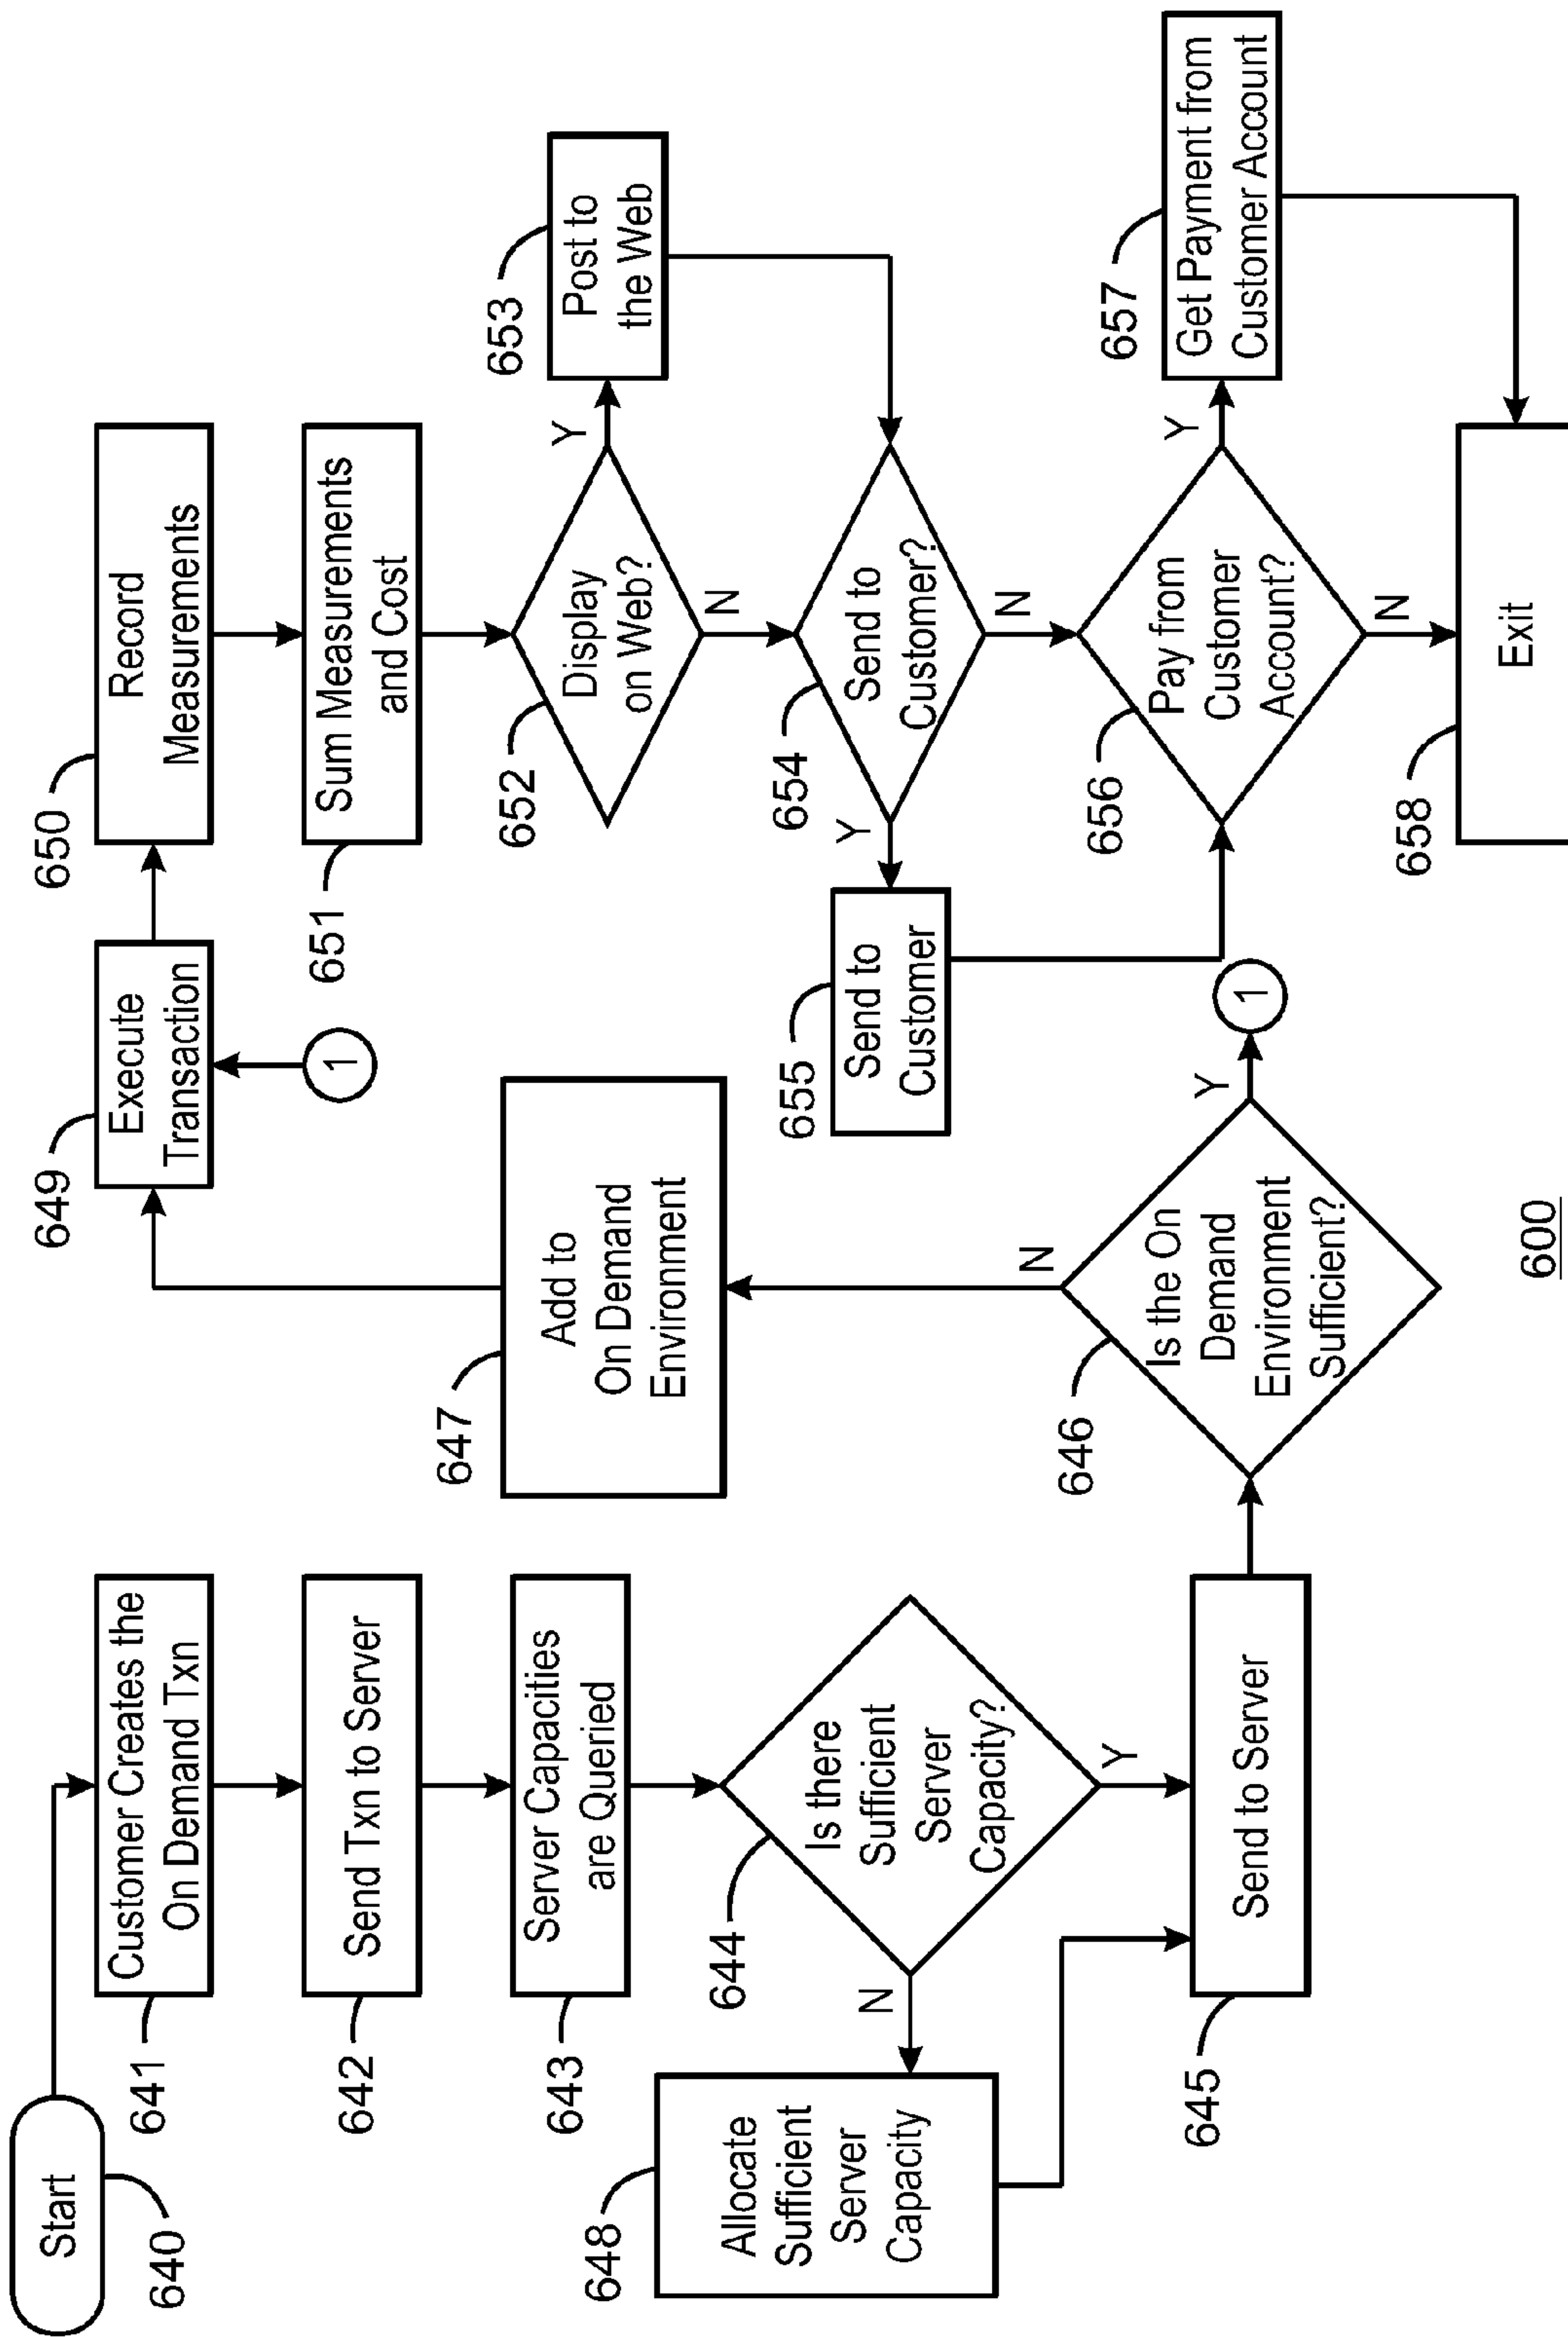 Start
640
Customer Creates the
On Demand Txn
641
Send Txn to Server
642
Server Capacities
are Queried
643
Is there
Sufficient
Server
Capacity?
644
N
Y
Allocate
Sufficient
Server
Capacity
648
Send to Server
645
Is the On
Demand
Environment
Sufficient?
646
N
Y
1
Add to
On Demand
Environment
647
Execute
Transaction
649
1
Record
Measurements
650
Sum Measurements
and Cost
651
Display
on Web?
652
Y
N
Post to
the Web
653
Send to
Customer?
654
Y
N
Send to
Customer
655
Pay from
Customer
Account?
656
Y
N
Get Payment from
Customer Account
657
Exit
658
600